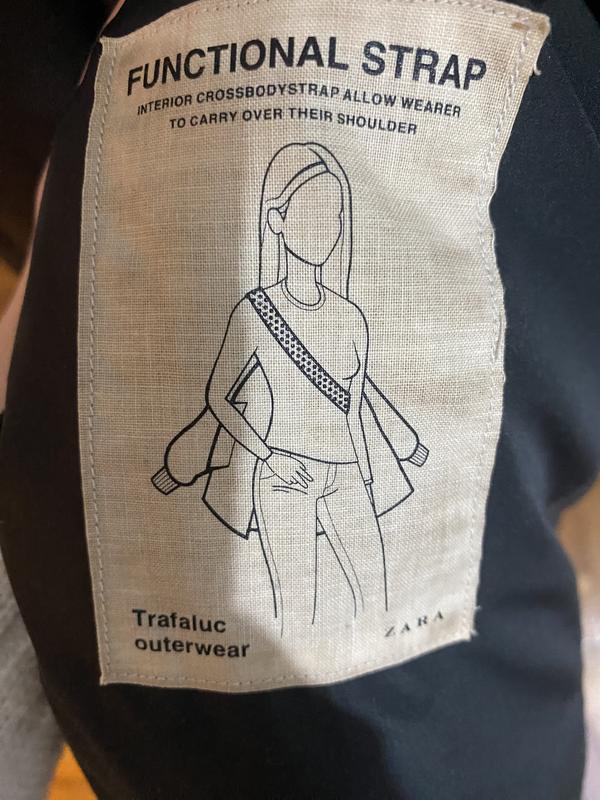 FUNCTIONAL STRAP
INTERIOR CROSSBODYSTRAP ALLOW WEARER
TO CARRY OVER THEIR SHOULDER
Trafaluc
outerwear
ZARA